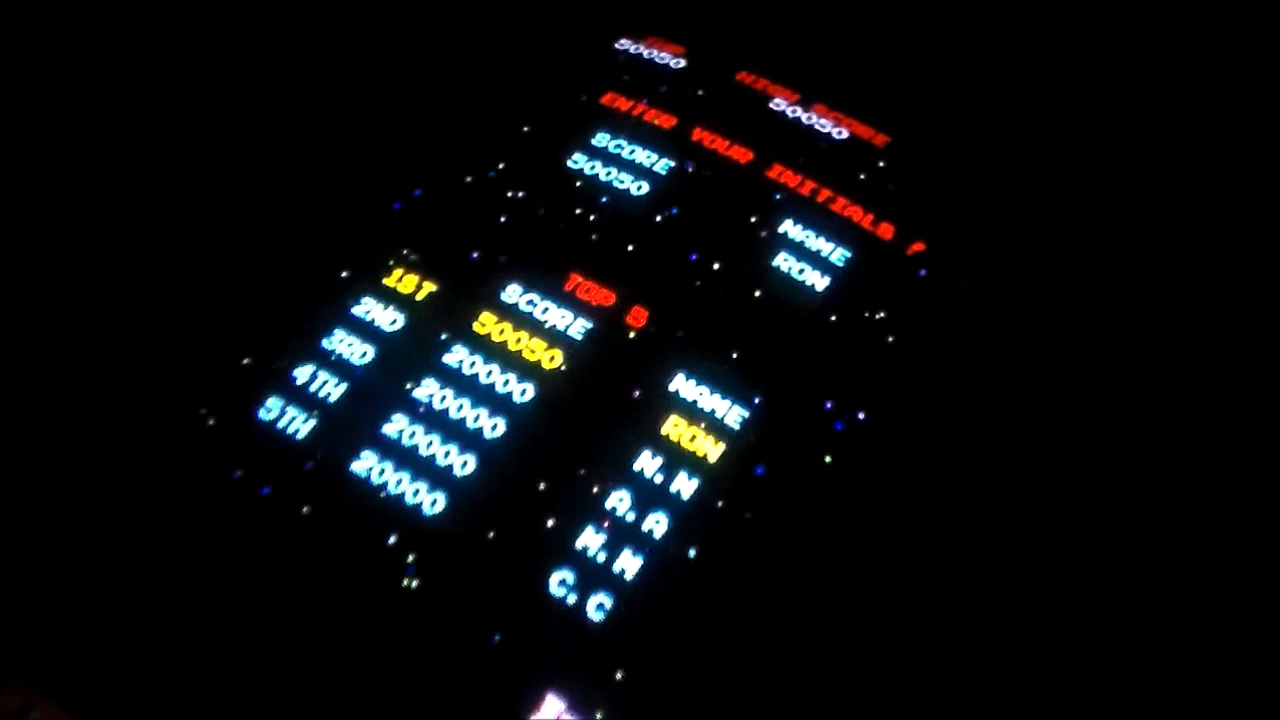 1UP HIGH SCORE
50050 50050
ENTER YOUR INITIALS !
SCORE NAME
50050 RON
TOP 5
SCORE NAME
1ST 50050 RON
2ND 20000 N.N
3RD 20000 A.A
4TH 20000 M.M
5TH 20000 C.C